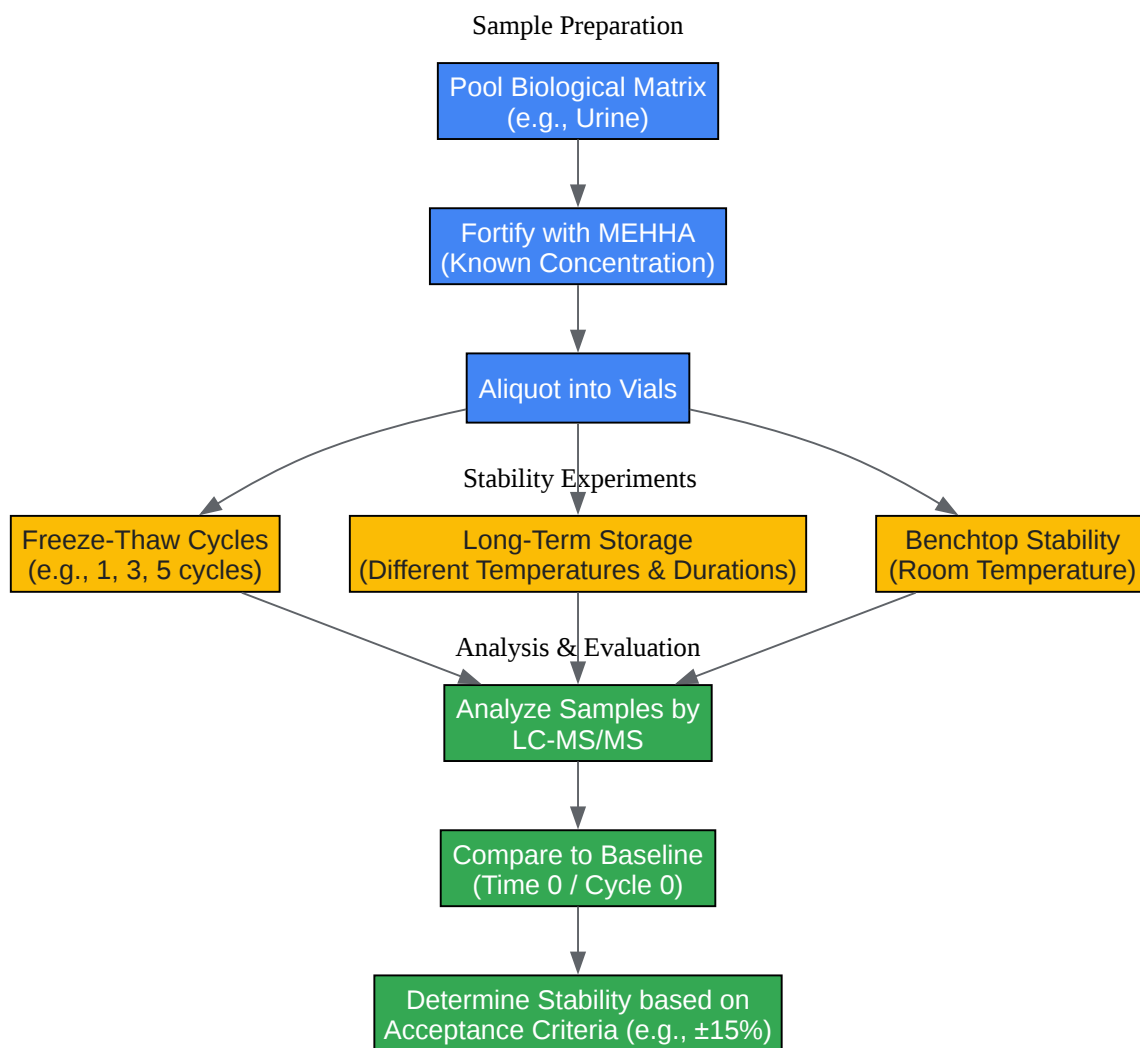 Sample Preparation
Pool Biological Matrix
(e.g., Urine)
Fortify with MEHHA
(Known Concentration)
Aliquot into Vials
Stability Experiments
Freeze-Thaw Cycles
(e.g., 1, 3, 5 cycles)
Long-Term Storage
(Different Temperatures & Durations)
Benchtop Stability
(Room Temperature)
Analysis & Evaluation
Analyze Samples by
LC-MS/MS
Compare to Baseline
(Time 0 / Cycle 0)
Determine Stability based on
Acceptance Criteria (e.g., ±15%)